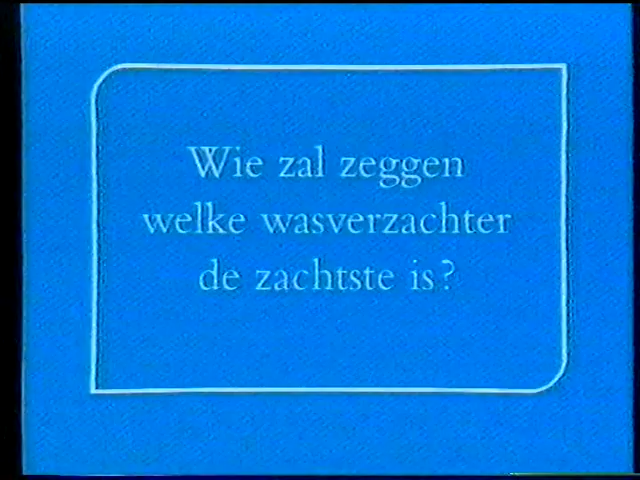 Wie zal zeggen
welke wasverzachter
de zachtste is?